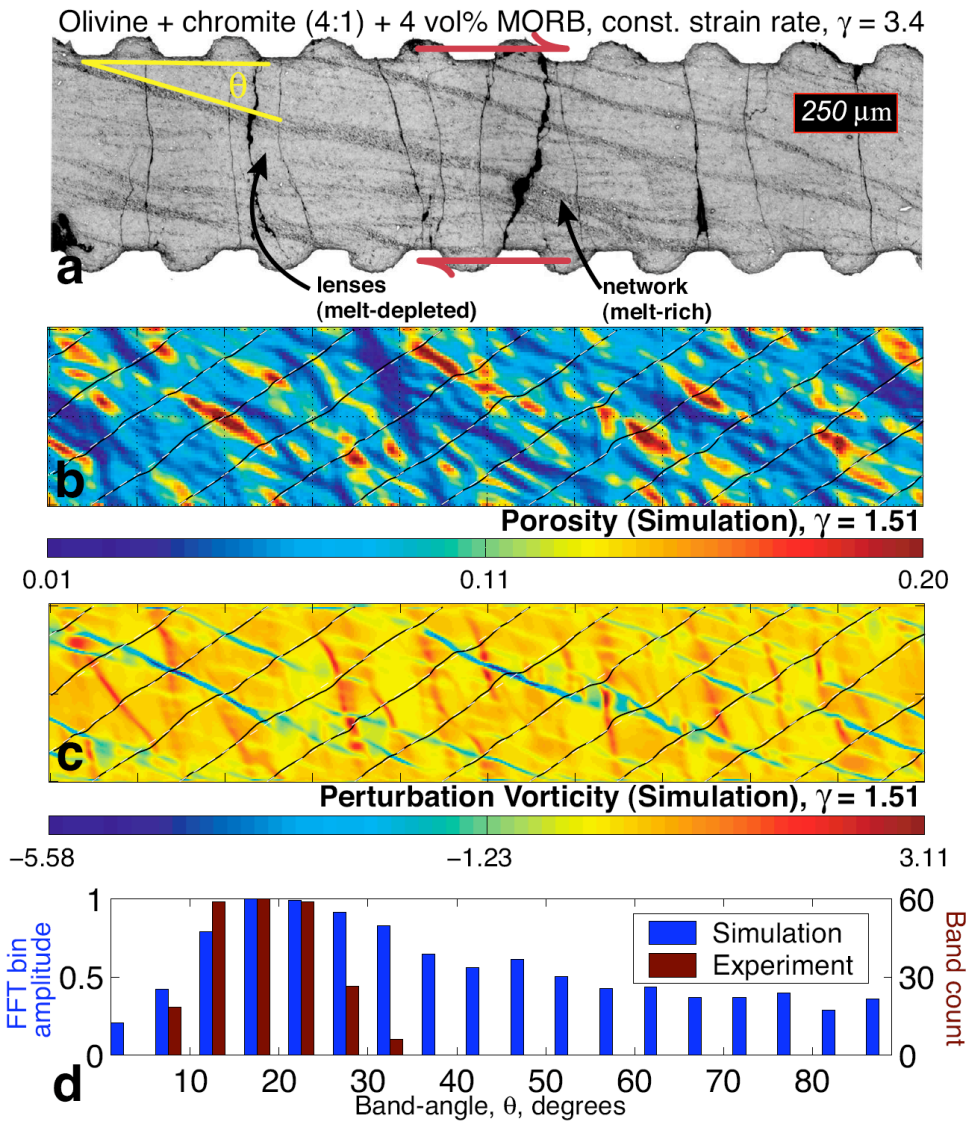 Olivine + chromite (4:1) + 4 vol% MORB, const. strain rate, γ = 3.4
θ
250 μm
a
lenses
(melt-depleted)
network
(melt-rich)
b
Porosity (Simulation), γ = 1.51
0.01 0.11 0.20
c
Perturbation Vorticity (Simulation), γ = 1.51
−5.58 −1.23 3.11
FFT bin
amplitude
1
0.5
0
Simulation
Experiment
60
30
0
Band count
10 20 30 40 50 60 70 80
d
Band-angle, θ, degrees